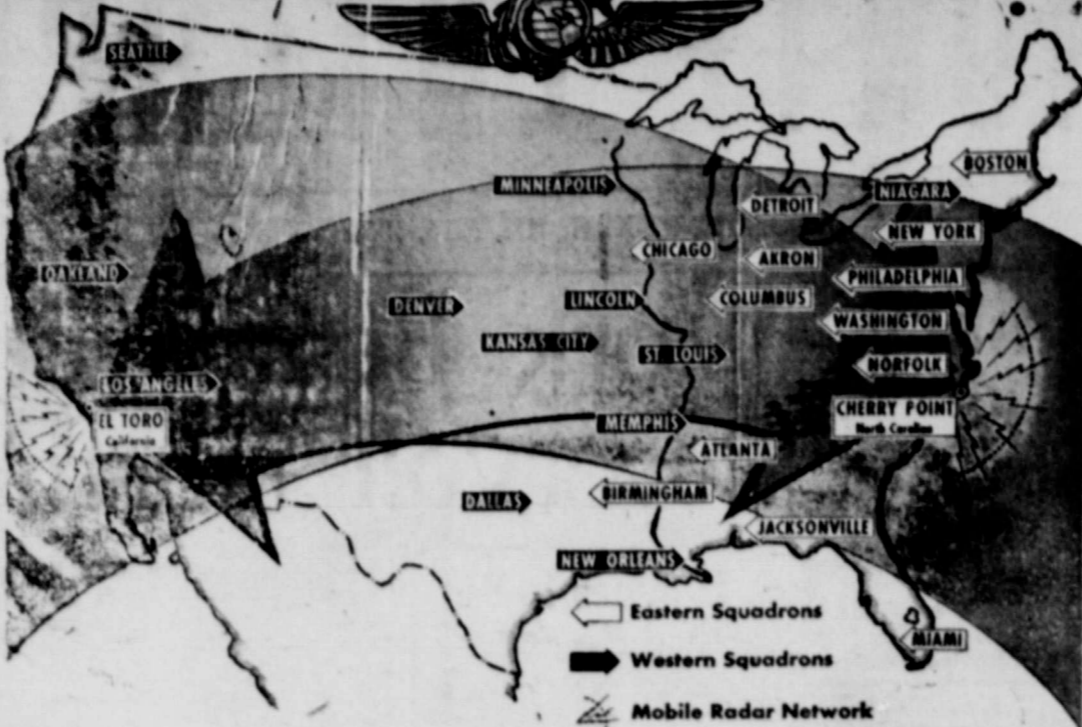 SEATTLE
BOSTON
MINNEAPOLIS
NIAGARA
DETROIT
NEW YORK
CHICAGO
AKRON
OAKLAND
PHILADELPHIA
DENVER
LINCOLN
COLUMBUS
WASHINGTON
KANSAS CITY
ST. LOUIS
NORFOLK
LOS ANGELES
EL TORO
California
CHERRY POINT
North Carolina
MEMPHIS
ATLANTA
DALLAS
BIRMINGHAM
JACKSONVILLE
NEW ORLEANS
Eastern Squadrons
MIAMI
Western Squadrons
Mobile Radar Network